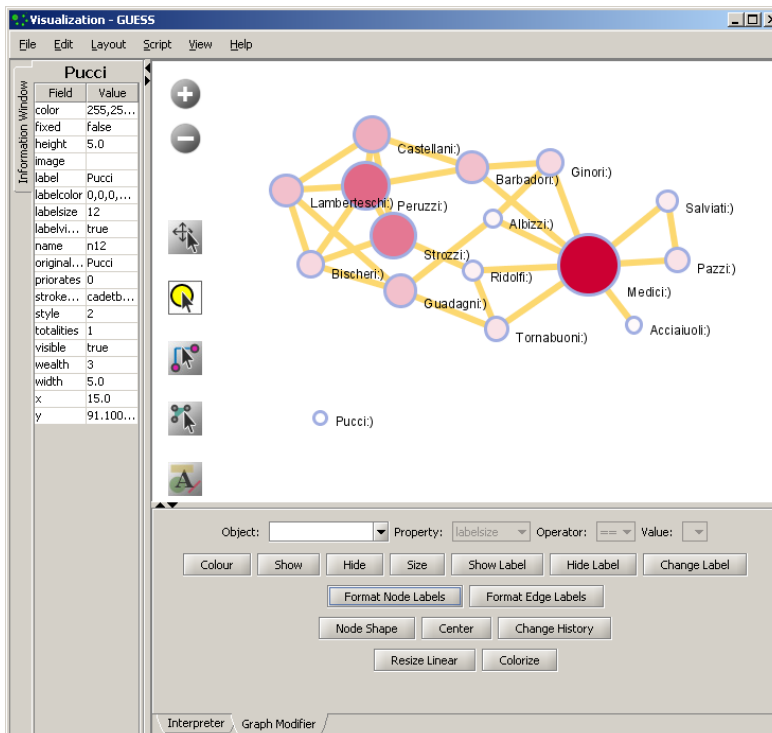 Visualization - GUESS
File Edit Layout Script View Help
Information Window
Pucci
Field Value
color 255,25...
fixed false
height 5.0
image
label Pucci
labelcolor 0,0,0,...
labelsize 12
labelvi... true
name n12
original... Pucci
priorates 0
stroke... cadetb...
style 2
totalities 1
visible true
wealth 3
width 5.0
x 15.0
y 91.100...
Castellani:)
Ginori:)
Barbadori:)
Lamberteschi:)
Peruzzi:)
Salviati:)
Albizzi:)
Strozzi:)
Pazzi:)
Bischeri:)
Ridolfi:)
Medici:)
Guadagni:)
Acciaiuoli:)
Tornabuoni:)
Pucci:)
A
Object: Property: labelsize Operator: == Value:
Colour Show Hide Size Show Label Hide Label Change Label
Format Node Labels Format Edge Labels
Node Shape Center Change History
Resize Linear Colorize
Interpreter Graph Modifier